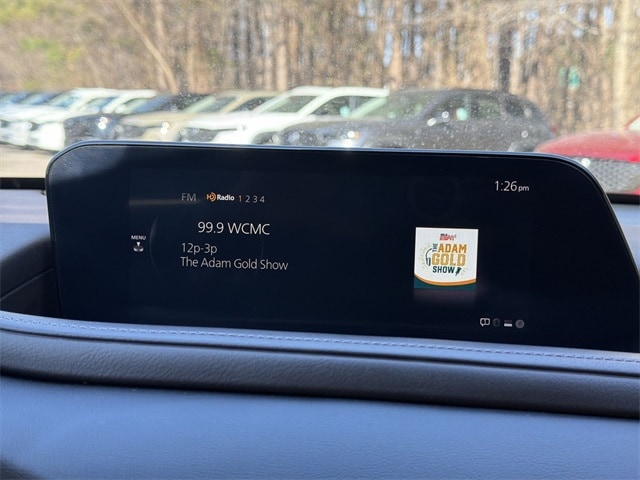 FM HD Radio 1 2 3 4
1:26 pm
99.9 WCMC
MENU
12p-3p
The Adam Gold Show
THE
ADAM
GOLD
SHOW